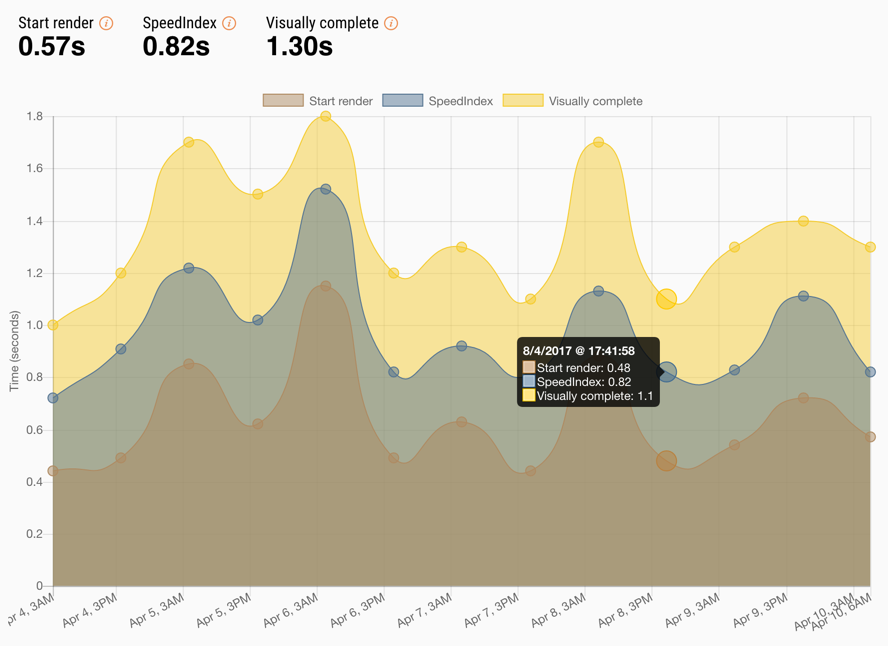 Start render SpeedIndex Visually complete
0.57s 0.82s 1.30s
Start render SpeedIndex Visually complete
1.8
1.6
1.4
1.2
1.0
0.8
0.6
0.4
0.2
0
Time (seconds)
8/4/2017 @ 17:41:58
Start render: 0.48
SpeedIndex: 0.82
Visually complete: 1.1
pr 4, 3AM Apr 4, 3PM Apr 5, 3AM Apr 5, 3PM Apr 6, 3AM Apr 6, 3PM Apr 7, 3AM Apr 7, 3PM Apr 8, 3AM Apr 8, 3PM Apr 9, 3AM Apr 9, 3PM Apr 10, 3AM Apr 10, 6AM